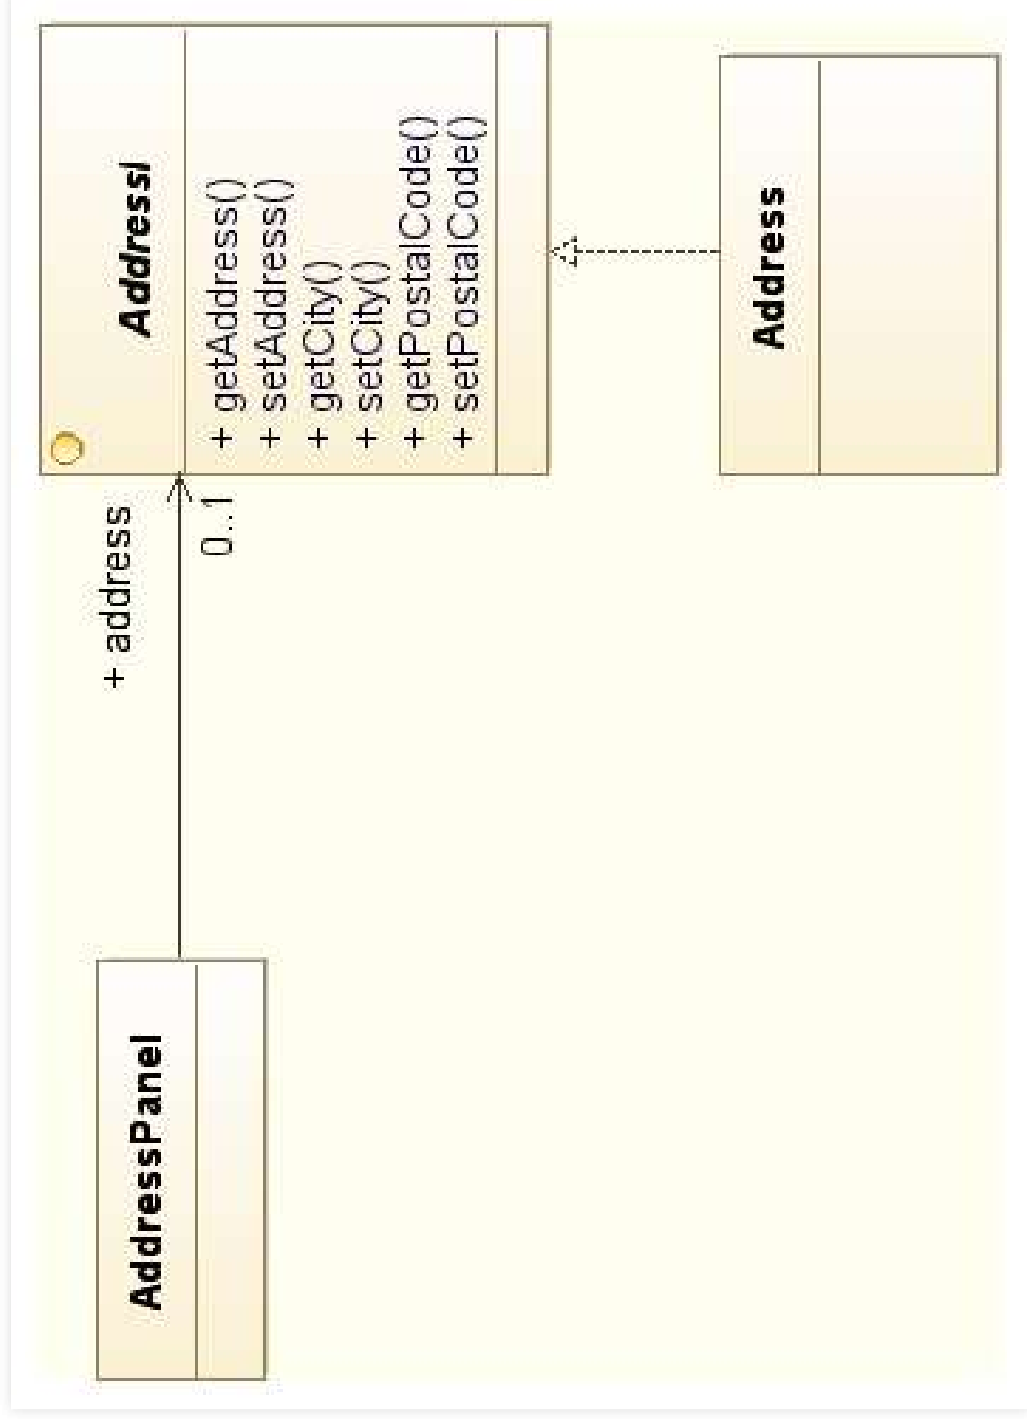 AddressPanel
+ address
0..1
AddressI
+ getAddress()
+ setAddress()
+ getCity()
+ setCity()
+ getPostalCode()
+ setPostalCode()
Address